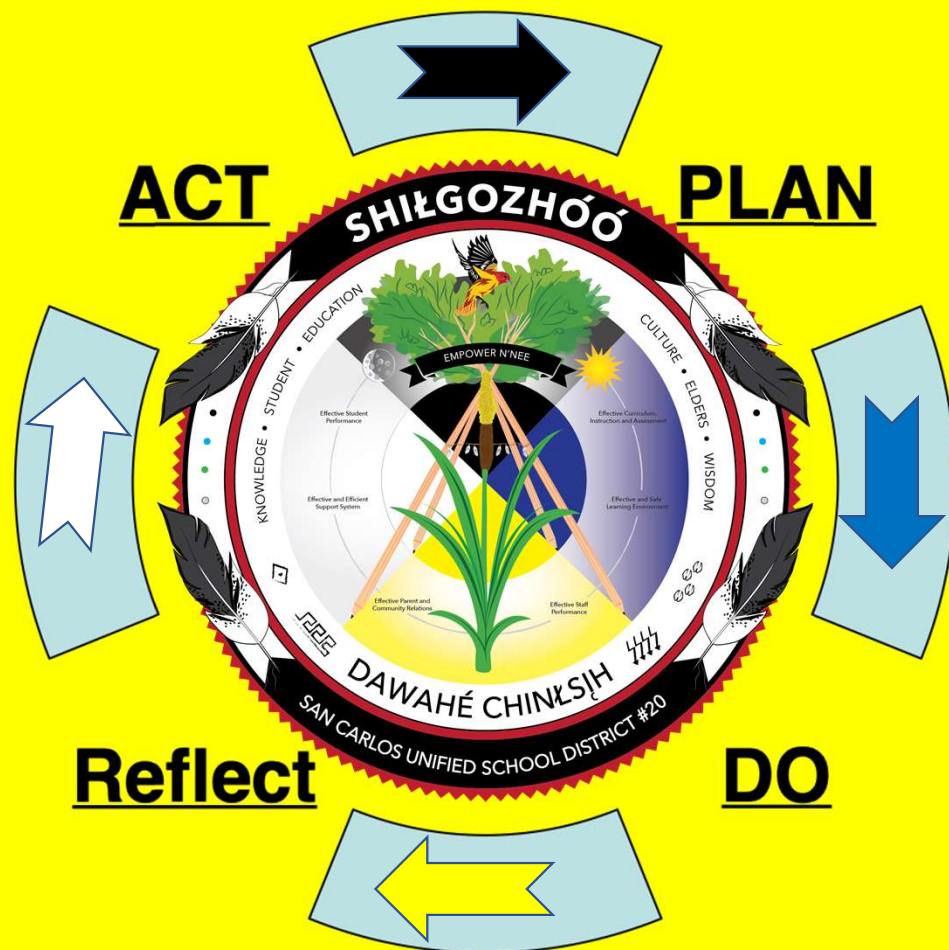 ACT
PLAN
SHIŁGOZHÓÓ
KNOWLEDGE • STUDENT • EDUCATION
CULTURE • ELDERS • WISDOM
EMPOWER N'NEE
Effective Student
Performance
Effective Curriculum,
Instruction and Assessment
Effective and Efficient
Support System
Effective and Safe
Learning Environment
Effective Parent and
Community Relations
Effective Staff
Performance
DAWAHÉ CHINŁSĮH
SAN CARLOS UNIFIED SCHOOL DISTRICT #20
Reflect
DO